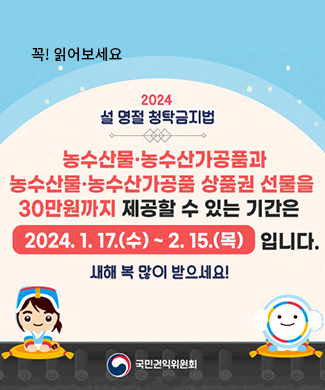 꼭! 읽어보세요
2024
설 명절 청탁금지법
농수산물·농수산가공품과
농수산물·농수산가공품 상품권 선물을
30만원까지 제공할 수 있는 기간은
2024. 1. 17.(수) ~ 2. 15.(목) 입니다.
새해 복 많이 받으세요!
국민권익위원회